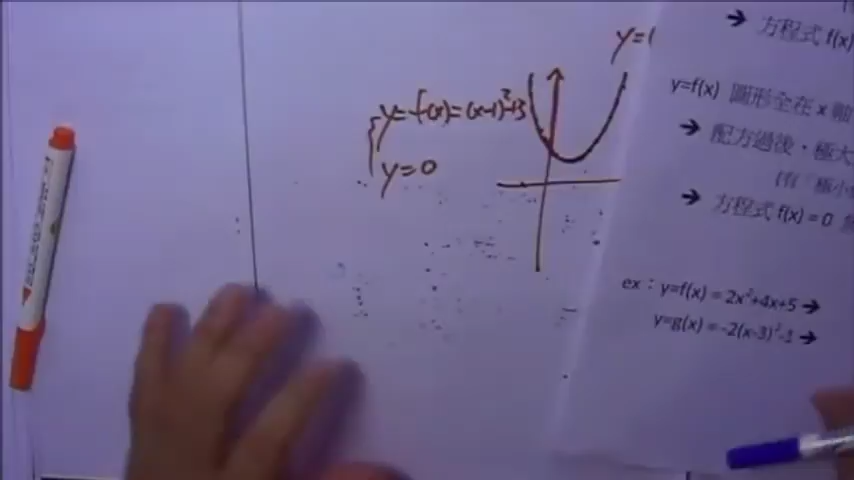 y=f(x)=(x-1)²+3
y=0
y=
➔ 方程式 f(x)
y=f(x) 圖形全在 x 軸
➔ 配方過後，極大
(有「極小
➔ 方程式 f(x) = 0 無
ex：y=f(x) = 2x²+4x+5 ➔
y=g(x) = -2(x-3)²-1 ➔